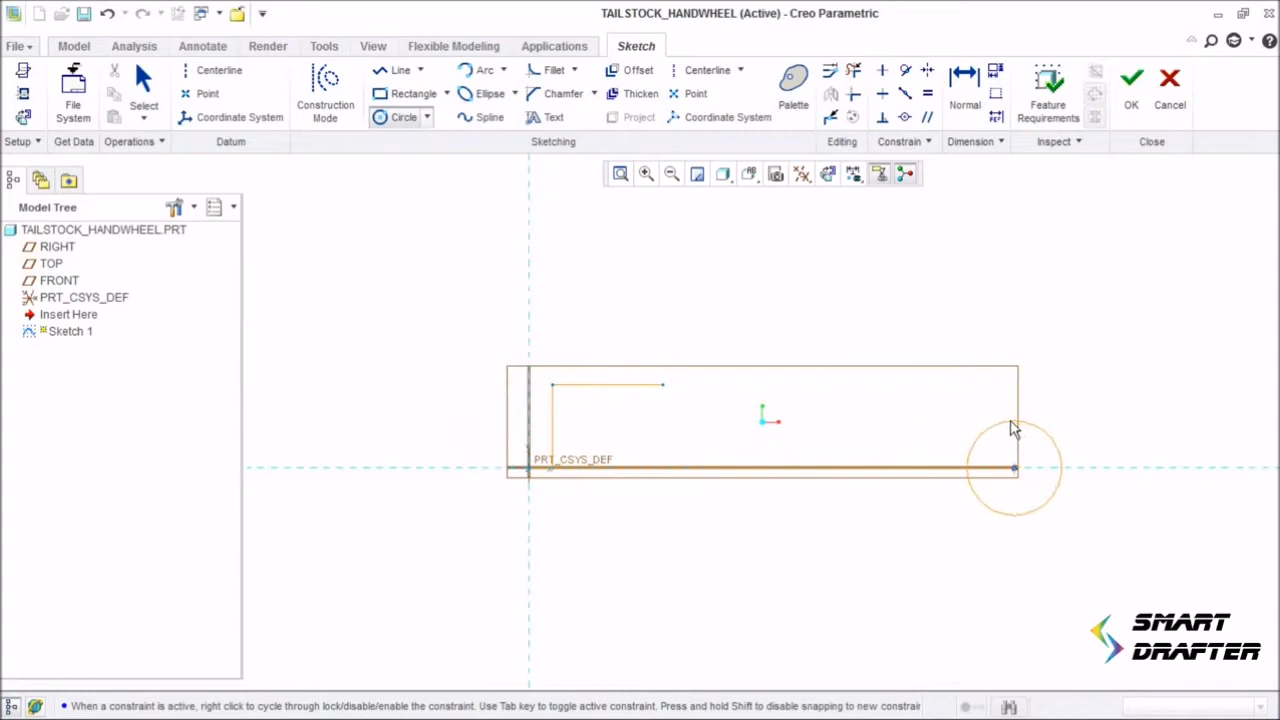 TAILSTOCK_HANDWHEEL (Active) - Creo Parametric
File Model Analysis Annotate Render Tools View Flexible Modeling Applications Sketch
Centerline Line Arc Fillet Offset Centerline
Point Rectangle Ellipse Chamfer Thicken Point
File System Select Construction Mode Palette Normal Feature Requirements OK Cancel
Coordinate System Circle Spline Text Project Coordinate System
Setup Get Data Operations Datum Sketching Editing Constrain Dimension Inspect Close
Model Tree
TAILSTOCK_HANDWHEEL.PRT
RIGHT
TOP
FRONT
PRT_CSYS_DEF
Insert Here
Sketch 1
PRT_CSYS_DEF
SMART
DRAFTER
When a constraint is active, right click to cycle through lock/disable/enable the constraint. Use Tab key to toggle active constraint. Press and hold Shift to disable snapping to new constrain